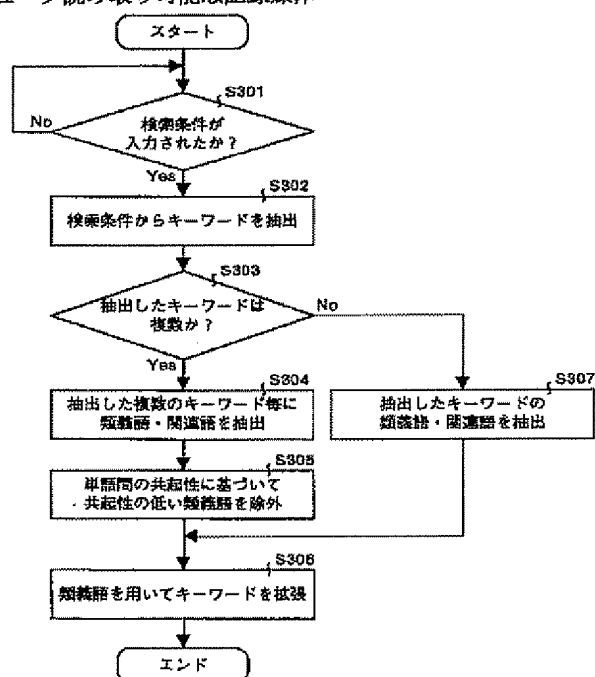 スタート
S301
No
検索条件が
入力されたか？
Yes
S302
検索条件からキーワードを抽出
S303
抽出したキーワードは
複数か？
No
Yes
S304
抽出した複数のキーワード毎に
類義語・関連語を抽出
S307
抽出したキーワードの
類義語・関連語を抽出
S305
単語間の共起性に基づいて
共起性の低い類義語を除外
S306
類義語を用いてキーワードを拡張
エンド